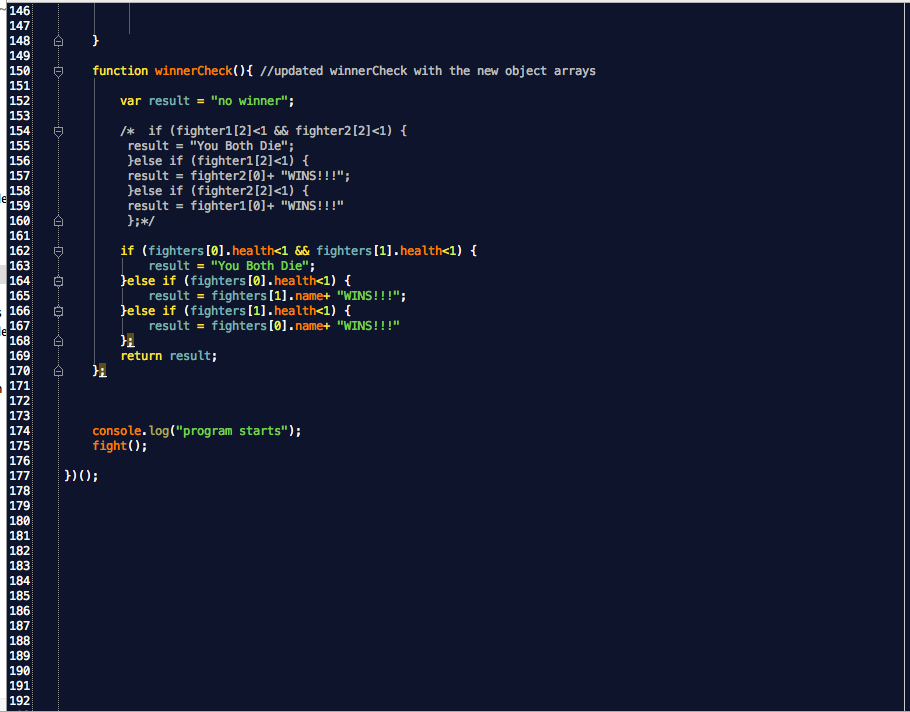 146
147
148 }
149
150 function winnerCheck(){ //updated winnerCheck with the new object arrays
151
152 var result = "no winner";
153
154 /*  if (fighter1[2]<1 && fighter2[2]<1) {
155 result = "You Both Die";
156 }else if (fighter1[2]<1) {
157 result = fighter2[0]+ "WINS!!!";
158 }else if (fighter2[2]<1) {
159 result = fighter1[0]+ "WINS!!!"
160 };*/
161
162 if (fighters[0].health<1 && fighters[1].health<1) {
163 result = "You Both Die";
164 }else if (fighters[0].health<1) {
165 result = fighters[1].name+ "WINS!!!";
166 }else if (fighters[1].health<1) {
167 result = fighters[0].name+ "WINS!!!"
168 };
169 return result;
170 };
171
172
173
174 console.log("program starts");
175 fight();
176
177 })();
178
179
180
181
182
183
184
185
186
187
188
189
190
191
192